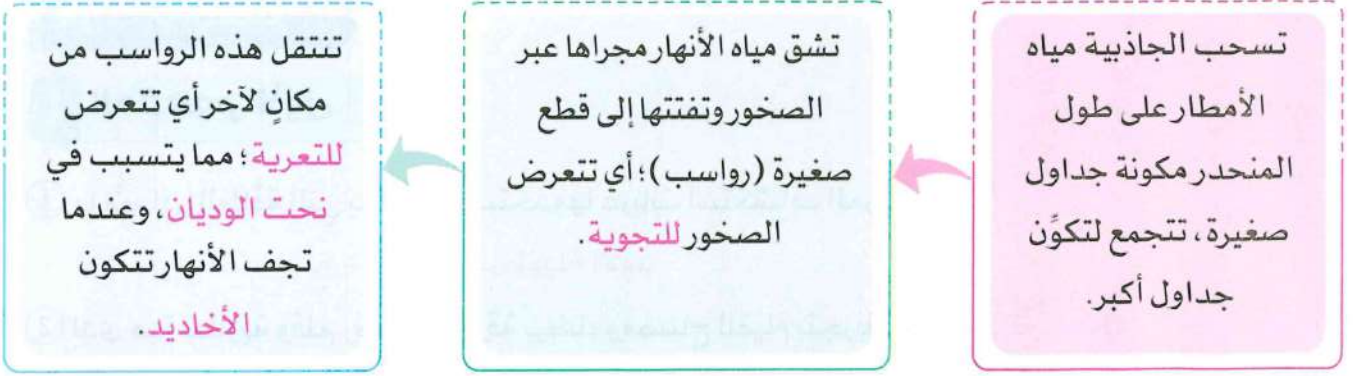 تسحب الجاذبية مياه
الأمطار على طول
المنحدر مكونة جداول
صغيرة، تتجمع لتكوِّن
جداول أكبر.
تشق مياه الأنهار مجراها عبر
الصخور وتفتتها إلى قطع
صغيرة (رواسب)؛ أي تتعرض
الصخور للتجوية.
تنتقل هذه الرواسب من
مكانٍ لآخر أي تتعرض
للتعرية؛ مما يتسبب في
نحت الوديان، وعندما
تجف الأنهار تتكون
الأخاديد.